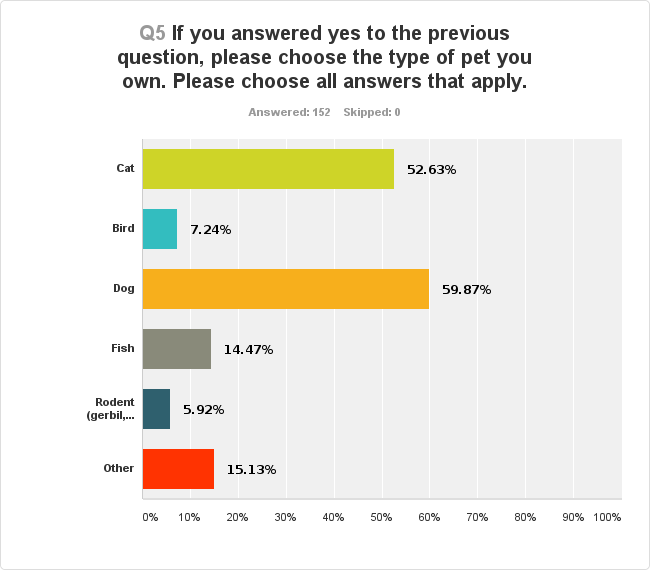 Q5 If you answered yes to the previous
question, please choose the type of pet you
own. Please choose all answers that apply.
Answered: 152 Skipped: 0
Cat 52.63%
Bird 7.24%
Dog 59.87%
Fish 14.47%
Rodent
(gerbil,... 5.92%
Other 15.13%
0% 10% 20% 30% 40% 50% 60% 70% 80% 90% 100%